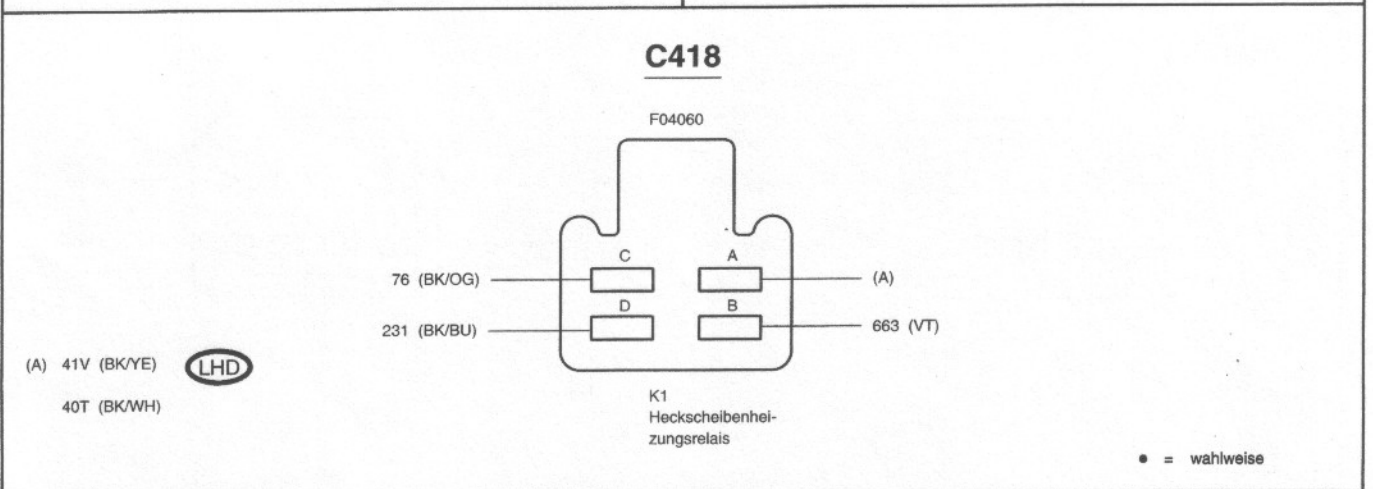 C418
F04060
C
A
76 (BK/OG)
(A)
D
B
231 (BK/BU)
663 (VT)
(A) 41V (BK/YE) LHD
40T (BK/WH)
K1
Heckscheibenhei-
zungsrelais
• = wahlweise